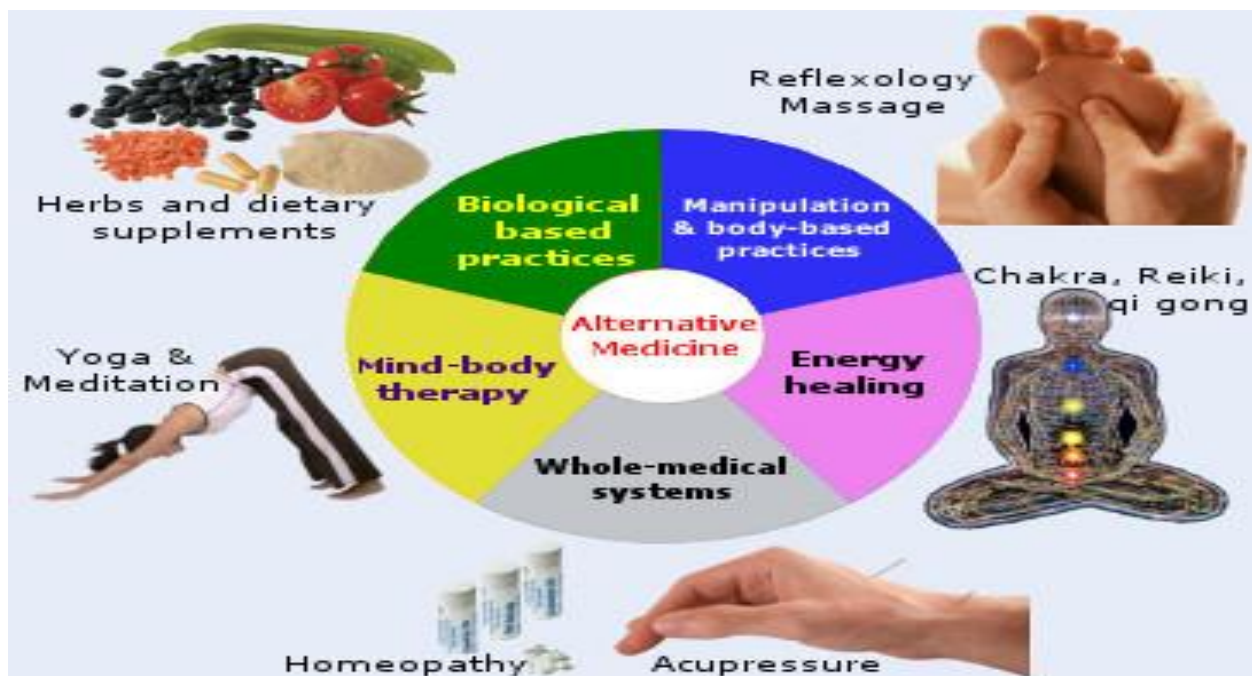 Reflexology
Massage
Herbs and dietary
supplements
Biological
based
practices
Manipulation
& body-based
practices
Chakra, Reiki,
qi gong
Alternative
Medicine
Yoga &
Meditation
Mind-body
therapy
Energy
healing
Whole-medical
systems
Homeopathy
Acupressure